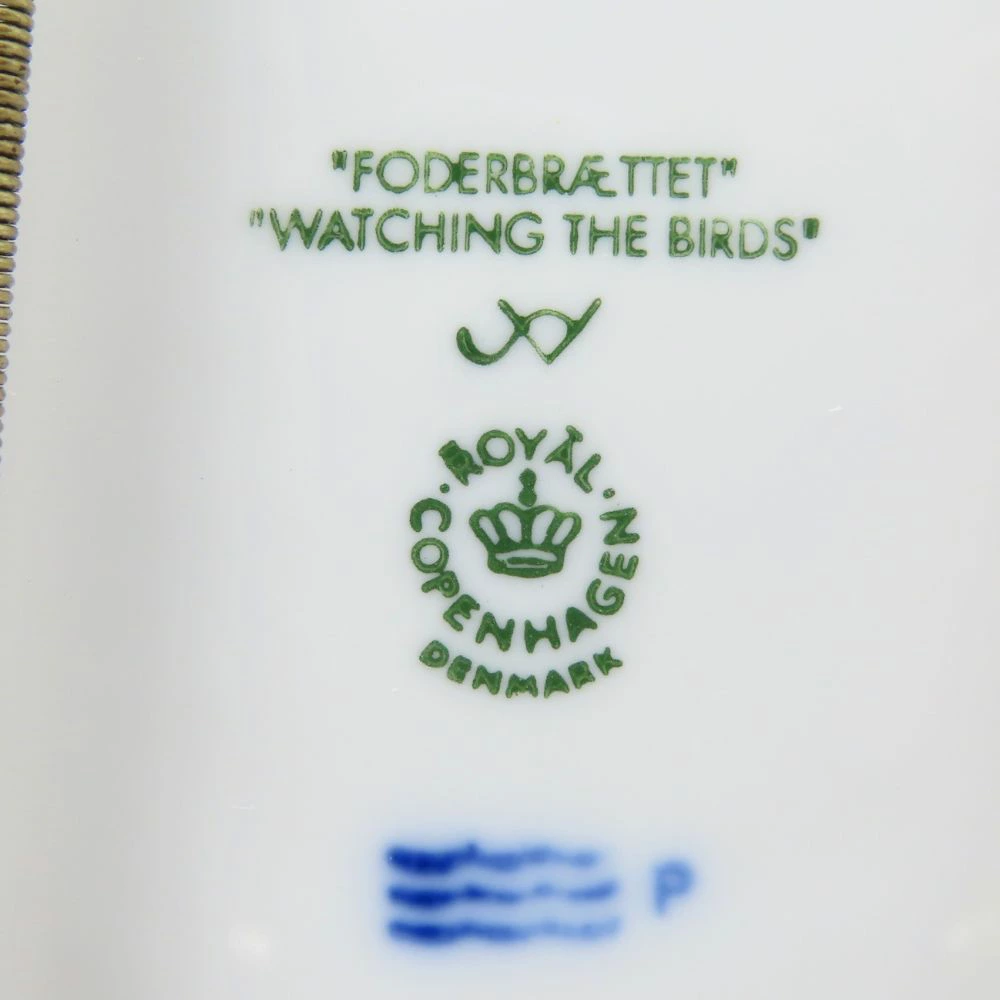 "FODERBRÆTTET"
"WATCHING THE BIRDS"
ROYAL
COPENHAGEN
DENMARK
P